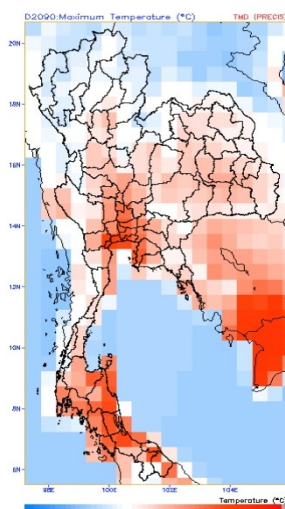 D2090:Maximum Temperature (°C) TMD (PRECIS)
20N
18N
16N
14N
12N
10N
8N
6N
98E 100E 102E 104E
Temperature (°C)